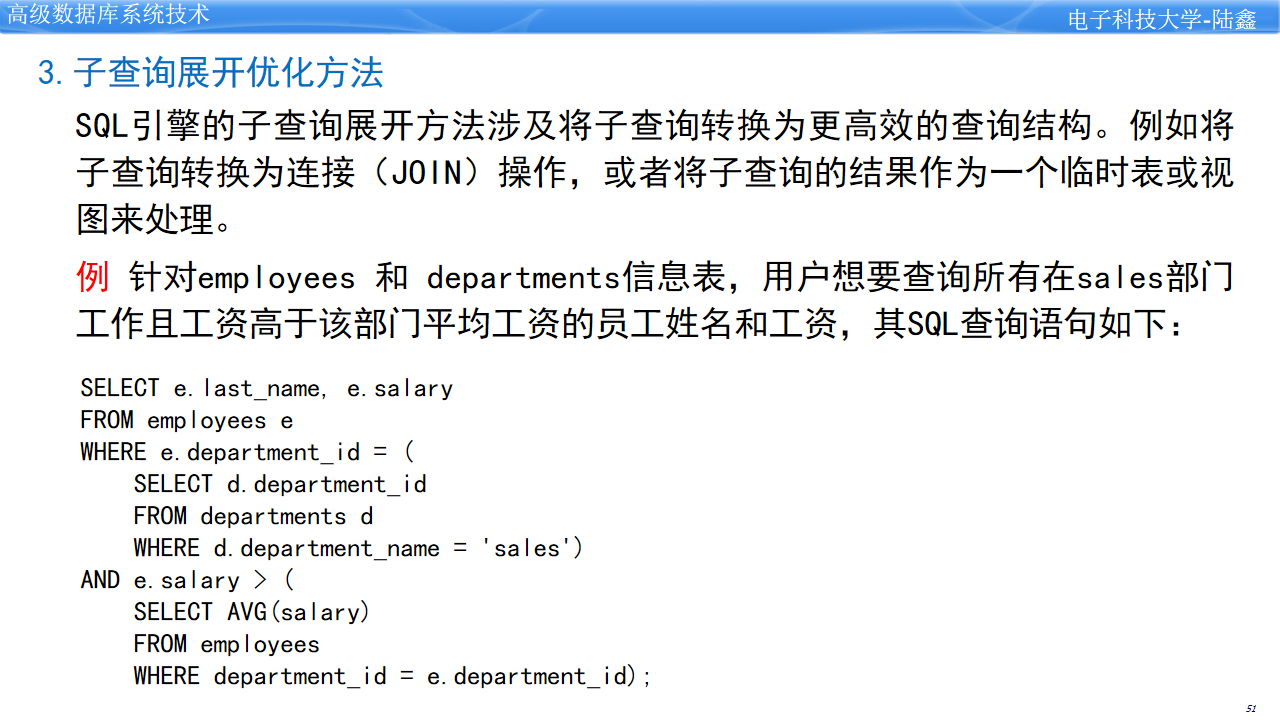 高级数据库系统技术
电子科技大学-陆鑫
3. 子查询展开优化方法
SQL引擎的子查询展开方法涉及将子查询转换为更高效的查询结构。例如将
子查询转换为连接（JOIN）操作，或者将子查询的结果作为一个临时表或视
图来处理。
例 针对employees 和 departments信息表，用户想要查询所有在sales部门
工作且工资高于该部门平均工资的员工姓名和工资，其SQL查询语句如下：
SELECT e.last_name, e.salary
FROM employees e
WHERE e.department_id = (
    SELECT d.department_id
    FROM departments d
    WHERE d.department_name = 'sales')
AND e.salary > (
    SELECT AVG(salary)
    FROM employees
    WHERE department_id = e.department_id);
51